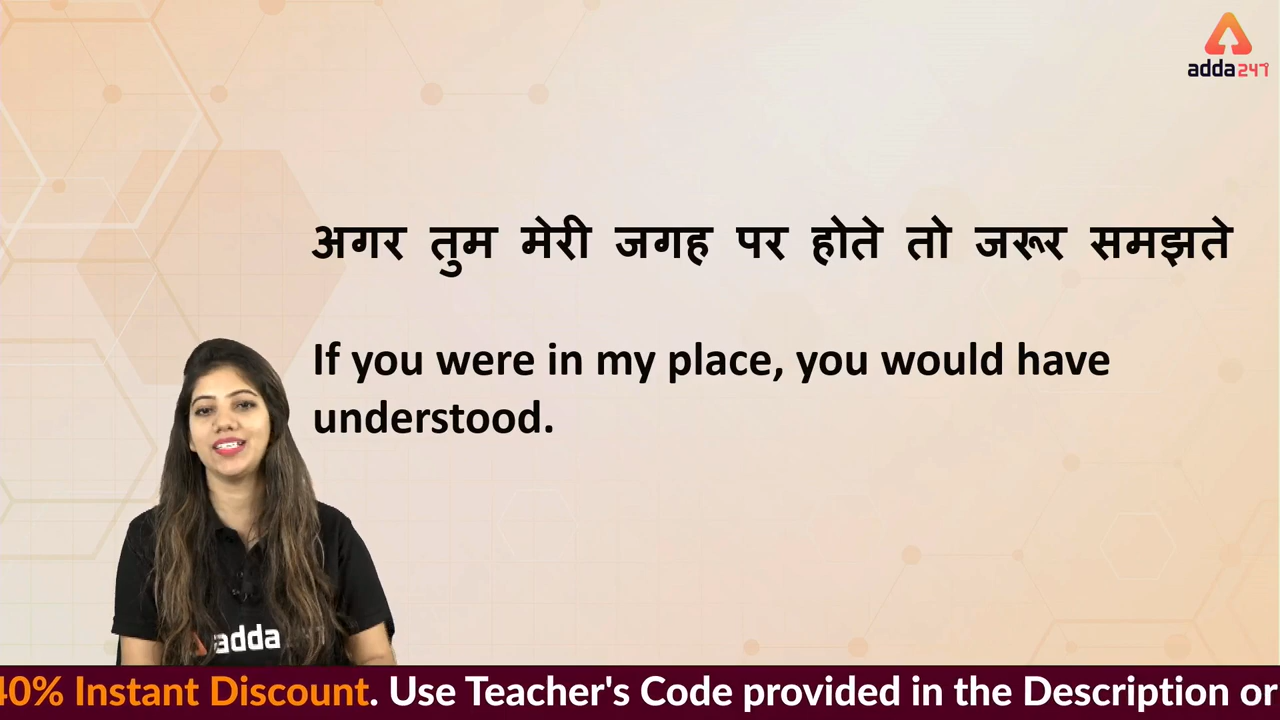 adda247
अगर तुम मेरी जगह पर होते तो जरूर समझते
If you were in my place, you would have
understood.
adda
40% Instant Discount. Use Teacher's Code provided in the Description or